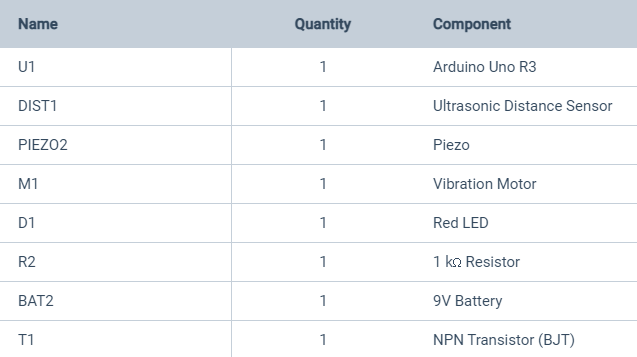 Name Quantity Component
U1 1 Arduino Uno R3
DIST1 1 Ultrasonic Distance Sensor
PIEZO2 1 Piezo
M1 1 Vibration Motor
D1 1 Red LED
R2 1 1 kΩ Resistor
BAT2 1 9V Battery
T1 1 NPN Transistor (BJT)